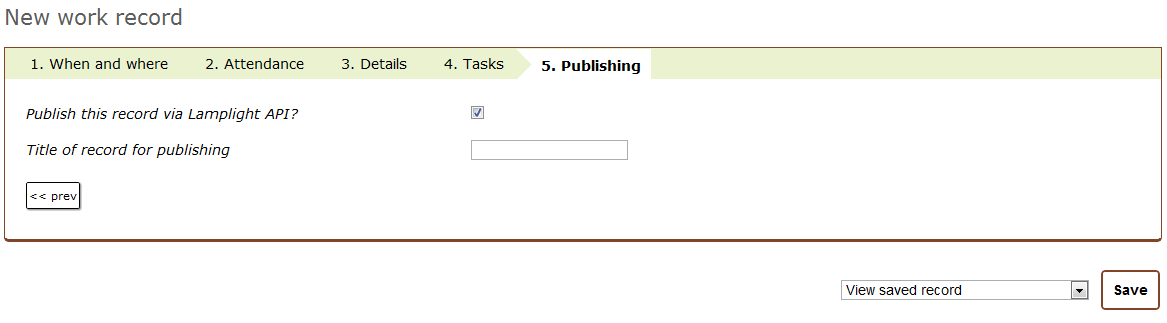 New work record
1. When and where 2. Attendance 3. Details 4. Tasks 5. Publishing
Publish this record via Lamplight API?
Title of record for publishing
<< prev
View saved record Save